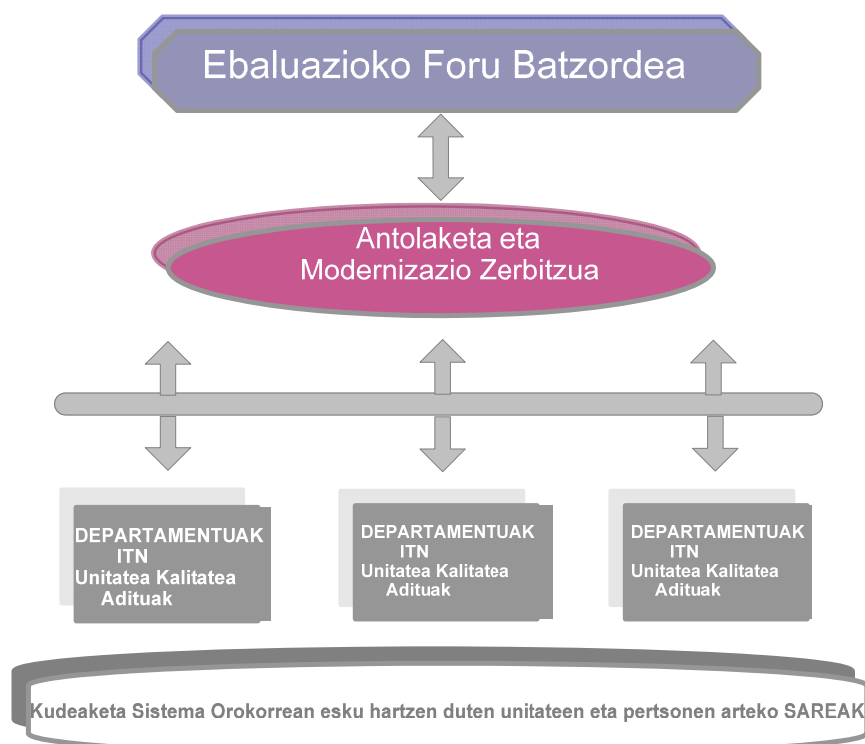 Ebaluazioko Foru Batzordea
Antolaketa eta
Modernizazio Zerbitzua
DEPARTAMENTUAK
ITN
Unitatea Kalitatea
Adituak
DEPARTAMENTUAK
ITN
Unitatea Kalitatea
Adituak
DEPARTAMENTUAK
ITN
Unitatea Kalitatea
Adituak
Kudeaketa Sistema Orokorrean esku hartzen duten unitateen eta pertsonen arteko SAREAK